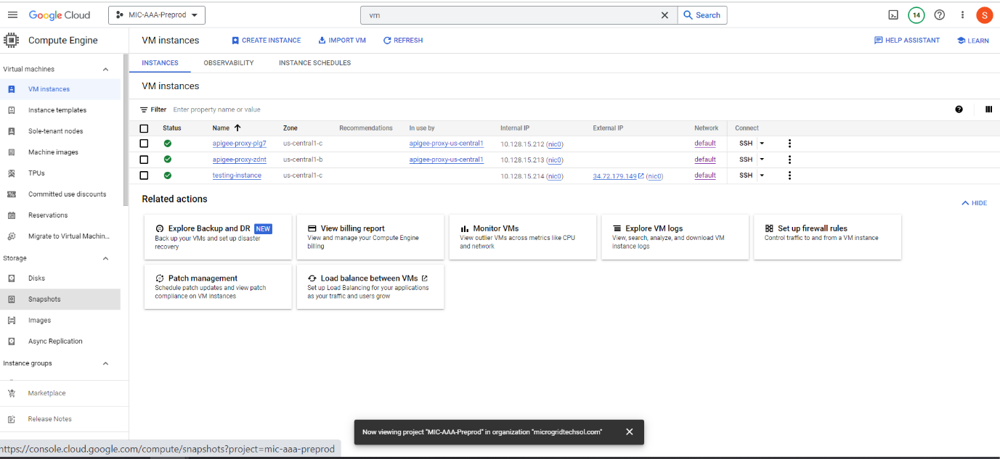 Google Cloud
MIC-AAA-Preprod
vm
Search
14
S
Compute Engine
VM instances
CREATE INSTANCE
IMPORT VM
REFRESH
HELP ASSISTANT
LEARN
Virtual machines
VM instances
Instance templates
Sole-tenant nodes
Machine images
TPUs
Committed use discounts
Reservations
Migrate to Virtual Machin...
Storage
Disks
Snapshots
Images
Async Replication
Instance groups
Marketplace
Release Notes
INSTANCES OBSERVABILITY INSTANCE SCHEDULES
VM instances
Filter Enter property name or value
Status Name Zone Recommendations In use by Internal IP External IP Network Connect
apigee-proxy-plg7 us-central1-c apigee-proxy-us-central1 10.128.15.212 (nic0) default SSH
apigee-proxy-zdnt us-central1-b apigee-proxy-us-central1 10.128.15.213 (nic0) default SSH
testing-instance us-central1-c 10.128.15.214 (nic0) 34.72.179.149 (nic0) default SSH
Related actions
HIDE
Explore Backup and DR NEW
Back up your VMs and set up disaster
recovery
View billing report
View and manage your Compute Engine
billing
Monitor VMs
View outlier VMs across metrics like CPU
and network
Explore VM logs
View, search, analyze, and download VM
instance logs
Set up firewall rules
Control traffic to and from a VM instance
Patch management
Schedule patch updates and view patch
compliance on VM instances
Load balance between VMs
Set up Load Balancing for your applications
as your traffic and users grow
Now viewing project "MIC-AAA-Preprod" in organization "microgridtechsol.com"
https://console.cloud.google.com/compute/snapshots?project=mic-aaa-preprod